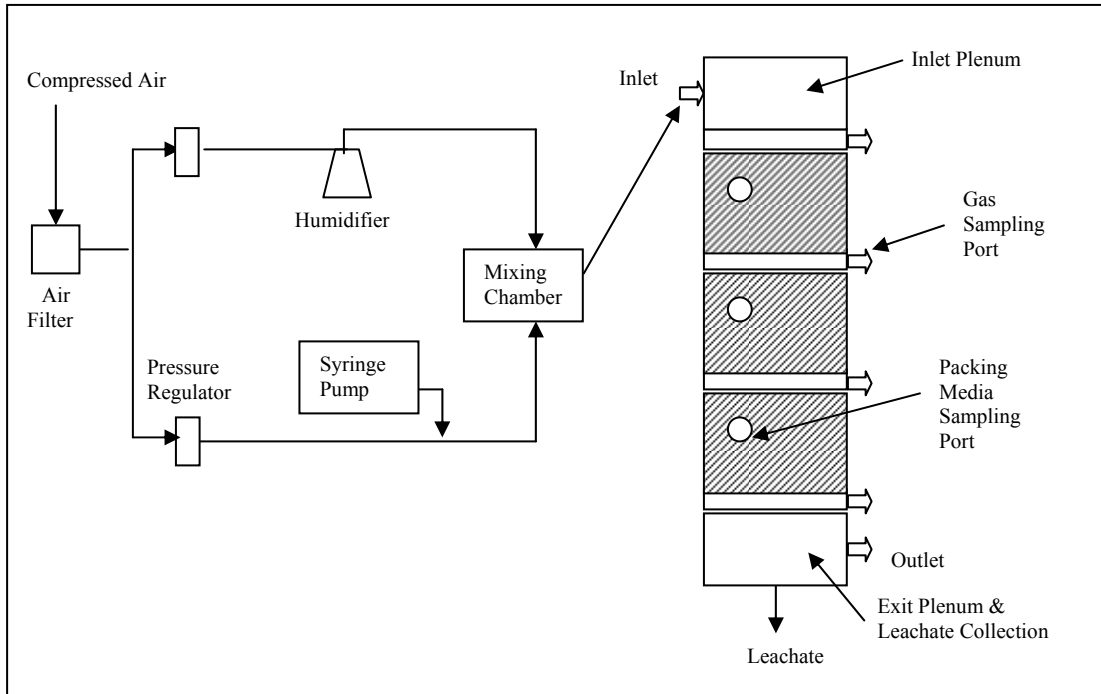 Compressed Air
Air
Filter
Humidifier
Pressure
Regulator
Syringe
Pump
Mixing
Chamber
Inlet
Inlet Plenum
Gas
Sampling
Port
Packing
Media
Sampling
Port
Outlet
Exit Plenum &
Leachate Collection
Leachate